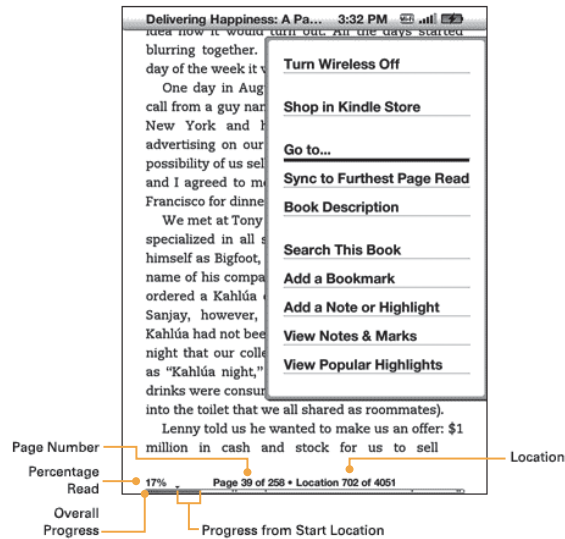 Delivering Happiness: A Pa... 3:32 PM
idea how it would turn out. All the days started
blurring together.
day of the week it
One day in Aug
call from a guy nam
New York and
advertising on our
possibility of us sel
and I agreed to m
Francisco for dinne
We met at Tony
specialized in all s
himself as Bigfoot,
name of his compa
ordered a Kahlúa
Sanjay, however,
Kahlúa had not bee
night that our colle
as “Kahlúa night,”
drinks were consum
into the toilet that we all shared as roommates).
Lenny told us he wanted to make us an offer: $1
million in cash and stock for us to sell
Turn Wireless Off
Shop in Kindle Store
Go to...
Sync to Furthest Page Read
Book Description
Search This Book
Add a Bookmark
Add a Note or Highlight
View Notes & Marks
View Popular Highlights
17% Page 39 of 258 • Location 702 of 4051
Page Number
Percentage
Read
Overall
Progress
Progress from Start Location
Location